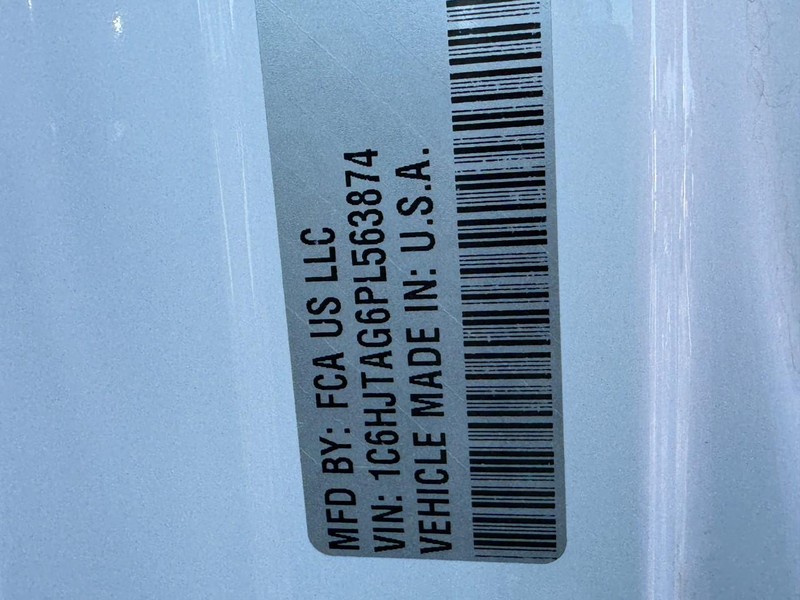 MFD BY: FCA US LLC
VIN: 1C6HJTAG6PL563874
VEHICLE MADE IN: U.S.A.